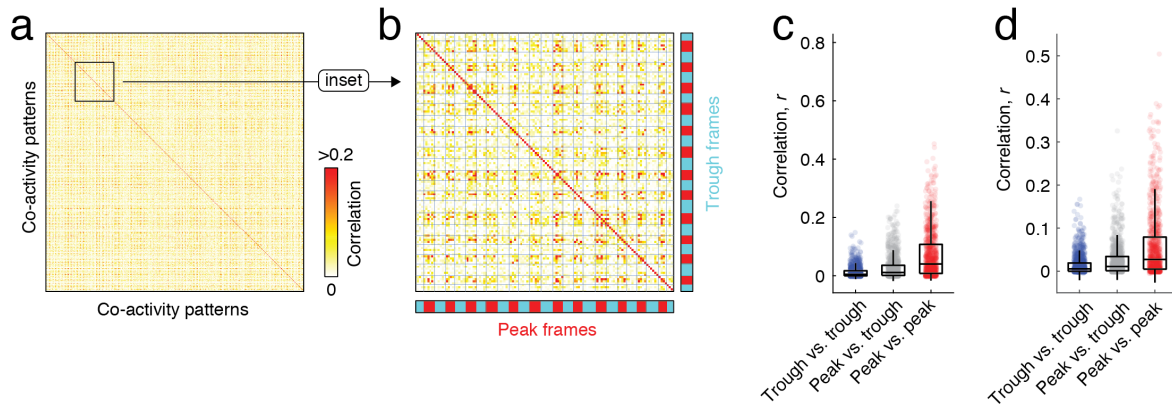 a
Co-activity patterns
Co-activity patterns
>0.2
Correlation
0
inset
b
Trough frames
Peak frames
c
Correlation, r
0.8
0.6
0.4
0.2
0
Trough vs. trough
Peak vs. trough
Peak vs. peak
d
Correlation, r
0.5
0.4
0.3
0.2
0.1
0
Trough vs. trough
Peak vs. trough
Peak vs. peak